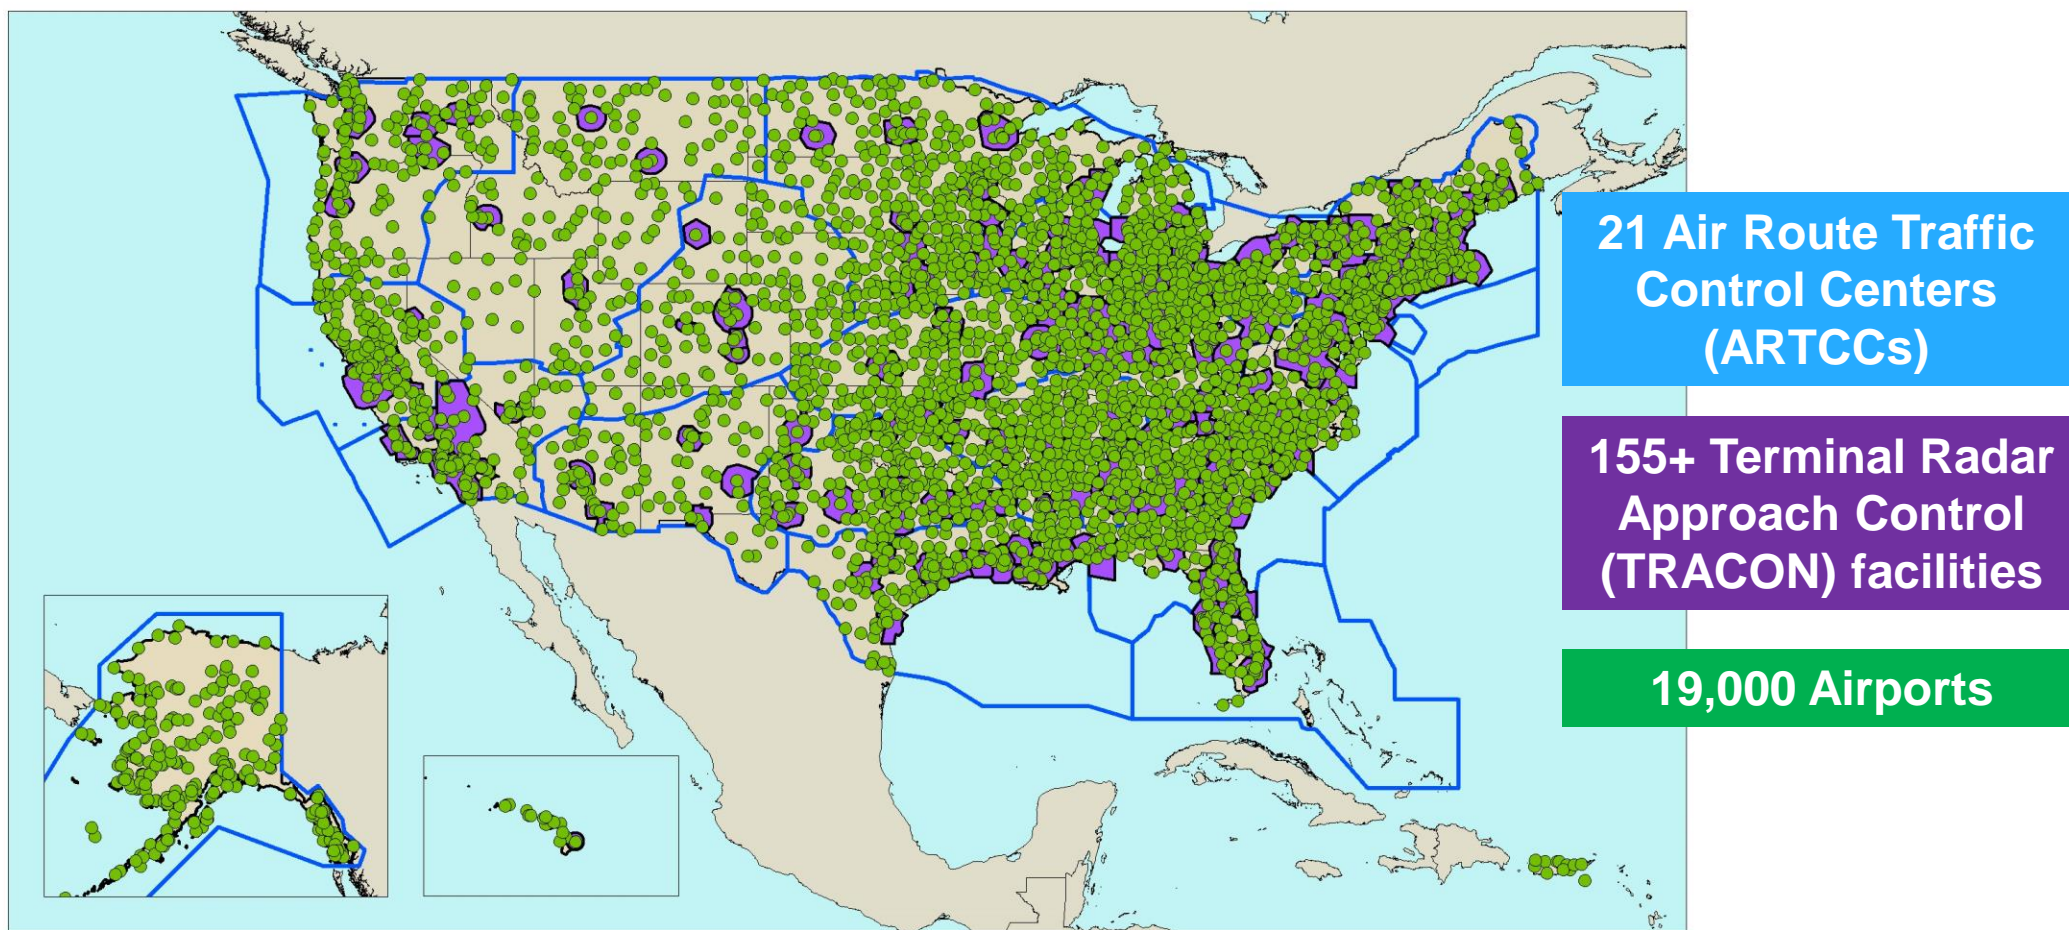 21 Air Route Traffic
Control Centers
(ARTCCs)
155+ Terminal Radar
Approach Control
(TRACON) facilities
19,000 Airports